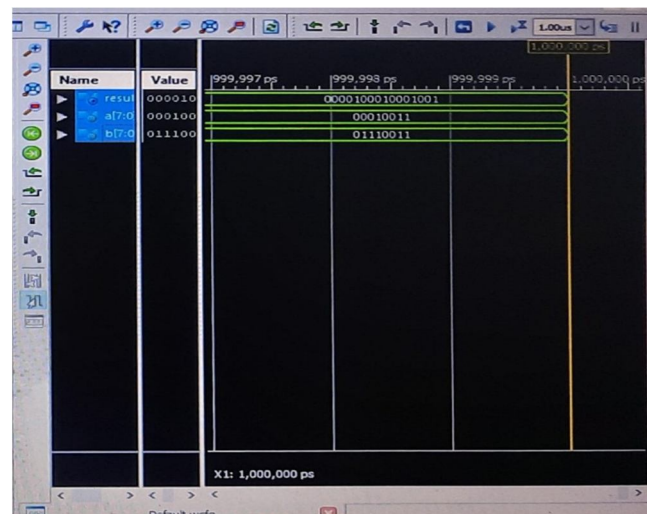 1.00us
1,000,000 ps
Name Value 999,997 ps 999,998 ps 999,999 ps 1,000,000 ps
resul 000010 0000100010001001
a[7:0 000100 00010011
b[7:0 011100 01110011
X1: 1,000,000 ps